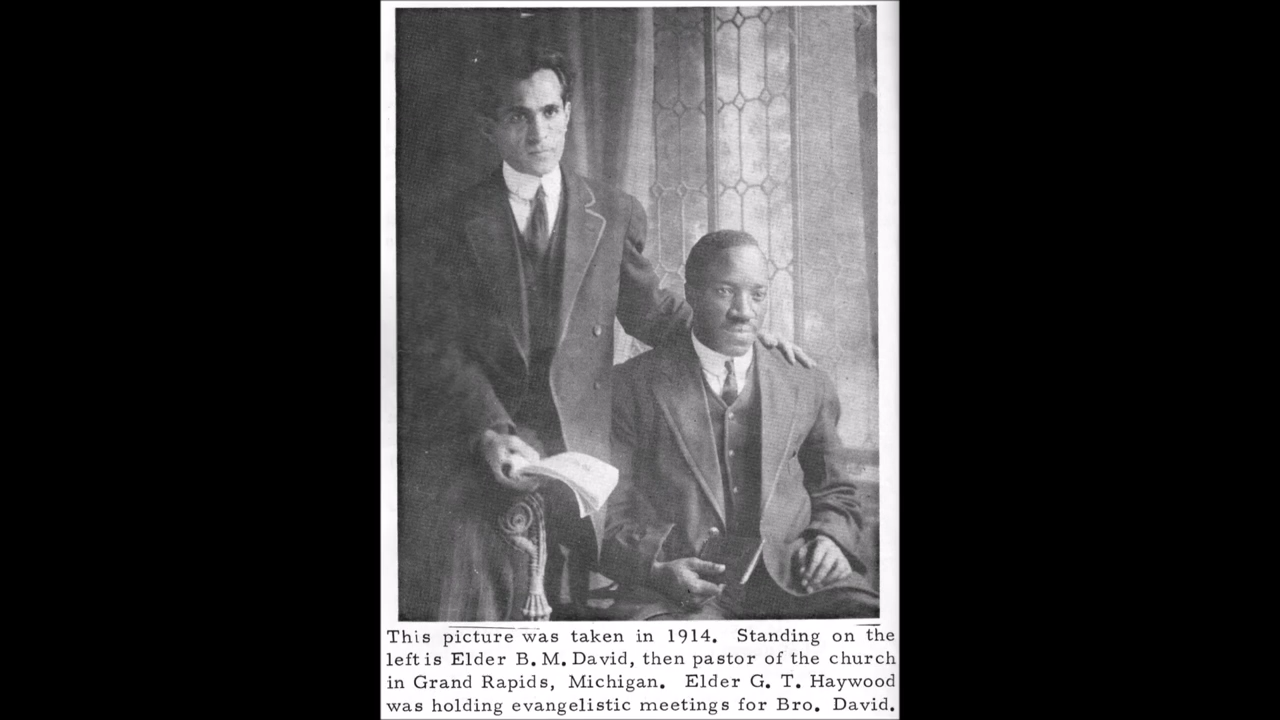 This picture was taken in 1914. Standing on the
left is Elder B. M. David, then pastor of the church
in Grand Rapids, Michigan. Elder G. T. Haywood
was holding evangelistic meetings for Bro. David.